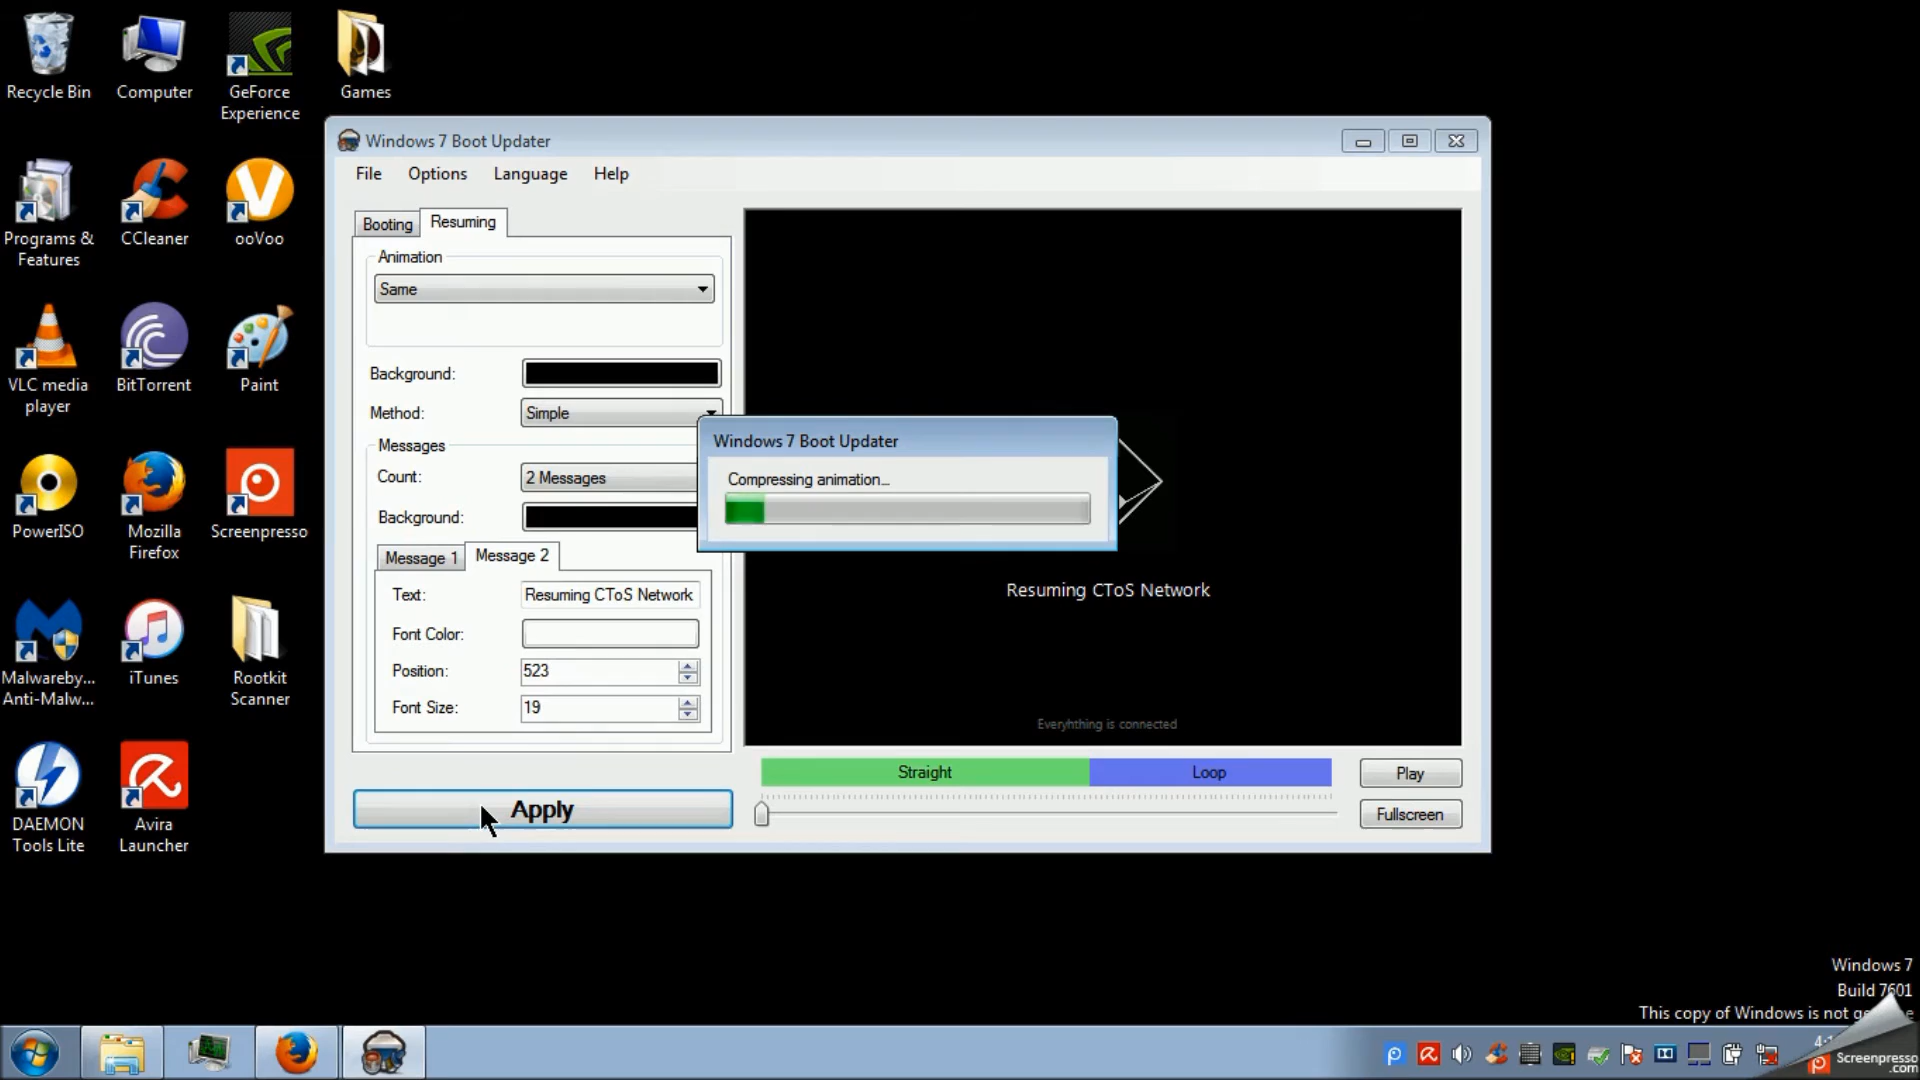 Recycle Bin
Computer
GeForce
Experience
Games
Programs &
Features
CCleaner
ooVoo
VLC media
player
BitTorrent
Paint
PowerISO
Mozilla
Firefox
Screenpresso
Malwareby...
Anti-Malw...
iTunes
Rootkit
Scanner
DAEMON
Tools Lite
Avira
Launcher
Windows 7 Boot Updater
File Options Language Help
Booting Resuming
Animation
Same
Background:
Method: Simple
Messages
Count: 2 Messages
Background:
Message 1 Message 2
Text: Resuming CToS Network
Font Color:
Position: 523
Font Size: 19
Apply
Windows 7 Boot Updater
Compressing animation...
Resuming CToS Network
Everyhthing is connected
Straight Loop
Play
Fullscreen
Windows 7
Build 7601
This copy of Windows is not
Screenpresso
.com